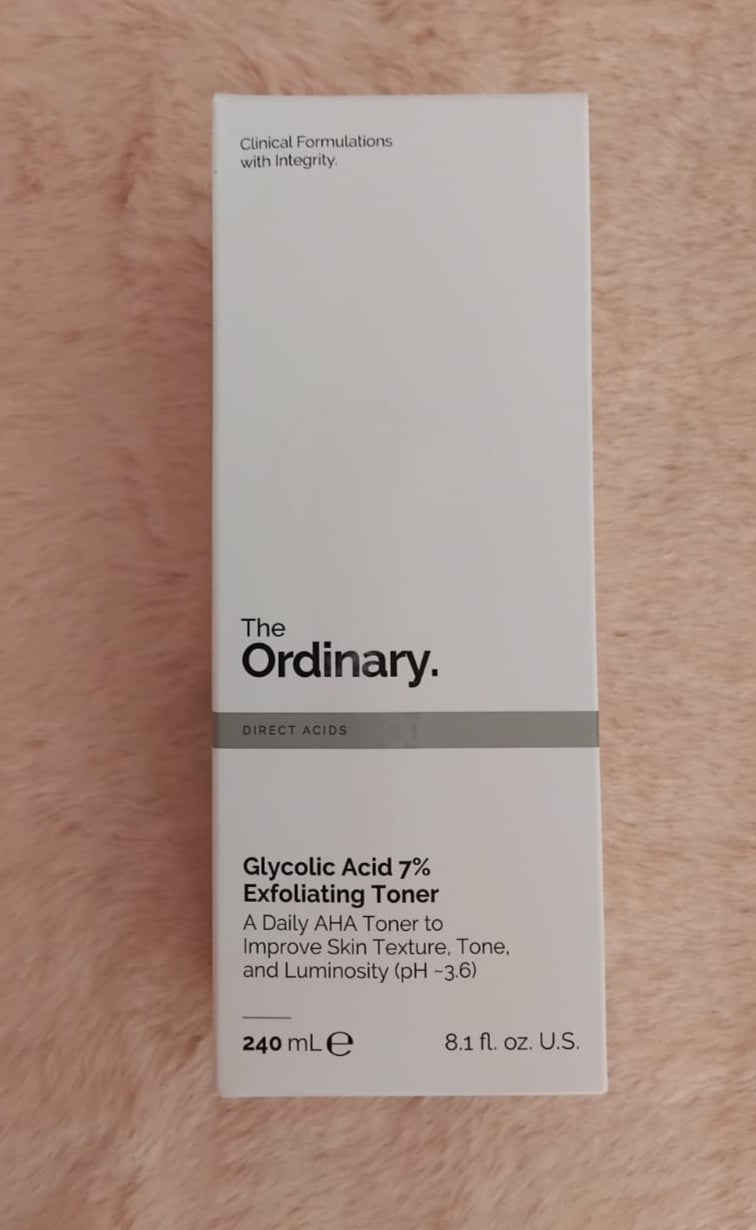 Clinical Formulations
with Integrity.
The
Ordinary.
DIRECT ACIDS
Glycolic Acid 7%
Exfoliating Toner
A Daily AHA Toner to
Improve Skin Texture, Tone,
and Luminosity (pH ~3.6)
240 mL ℮ 8.1 fl. oz. U.S.